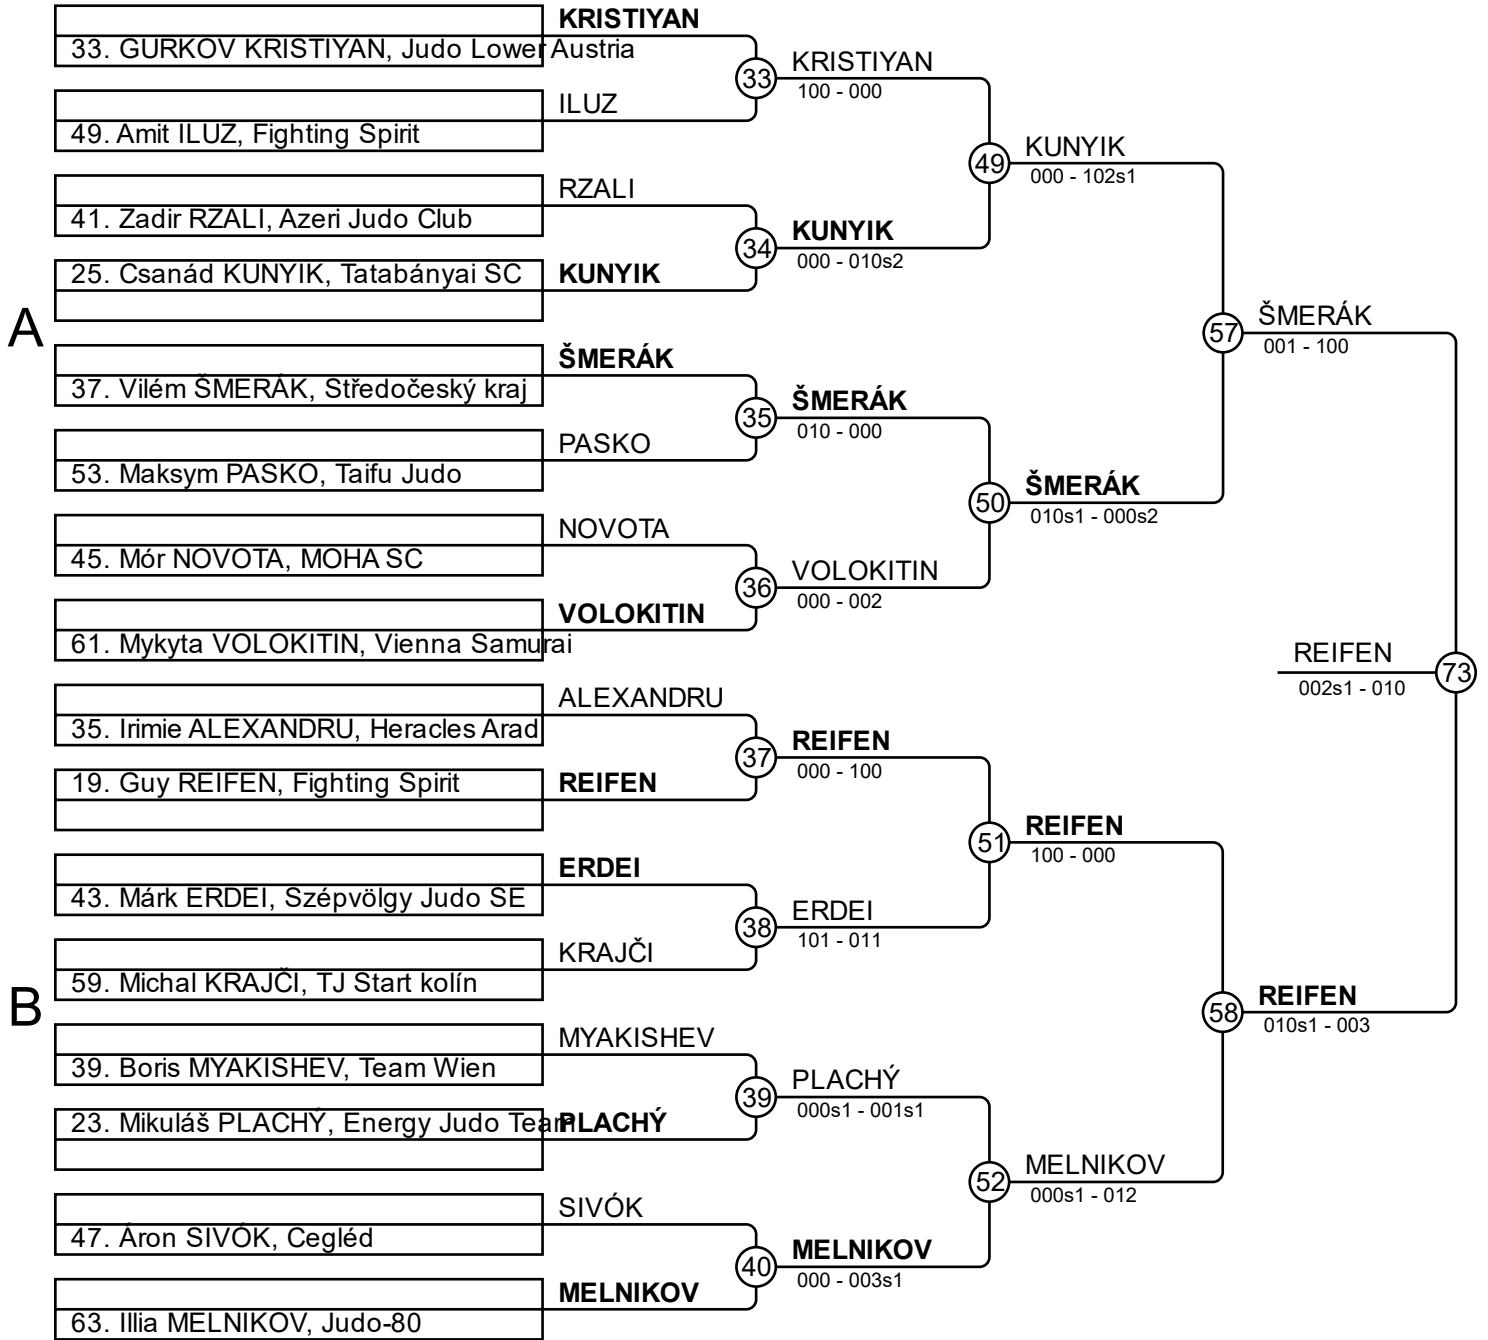 KRISTIYAN
33. GURKOV KRISTIYAN, Judo Lower Austria
33
KRISTIYAN
100 - 000
ILUZ
49. Amit ILUZ, Fighting Spirit
49
KUNYIK
000 - 102s1
RZALI
41. Zadir RZALI, Azeri Judo Club
34
KUNYIK
000 - 010s2
25. Csanád KUNYIK, Tatabányai SC
KUNYIK
A
57
ŠMERÁK
001 - 100
ŠMERÁK
37. Vilém ŠMERÁK, Středočeský kraj
35
ŠMERÁK
010 - 000
PASKO
53. Maksym PASKO, Taifu Judo
50
ŠMERÁK
010s1 - 000s2
NOVOTA
45. Mór NOVOTA, MOHA SC
36
VOLOKITIN
000 - 002
VOLOKITIN
61. Mykyta VOLOKITIN, Vienna Samurai
REIFEN
73
002s1 - 010
ALEXANDRU
35. Irimie ALEXANDRU, Heracles Arad
37
REIFEN
000 - 100
19. Guy REIFEN, Fighting Spirit
REIFEN
51
REIFEN
100 - 000
ERDEI
43. Márk ERDEI, Szépvölgy Judo SE
38
ERDEI
101 - 011
KRAJČI
59. Michal KRAJČI, TJ Start kolín
B
58
REIFEN
010s1 - 003
MYAKISHEV
39. Boris MYAKISHEV, Team Wien
39
PLACHÝ
000s1 - 001s1
23. Mikuláš PLACHÝ, Energy Judo Team
PLACHÝ
52
MELNIKOV
000s1 - 012
SIVÓK
47. Áron SIVÓK, Cegléd
40
MELNIKOV
000 - 003s1
MELNIKOV
63. Illia MELNIKOV, Judo-80